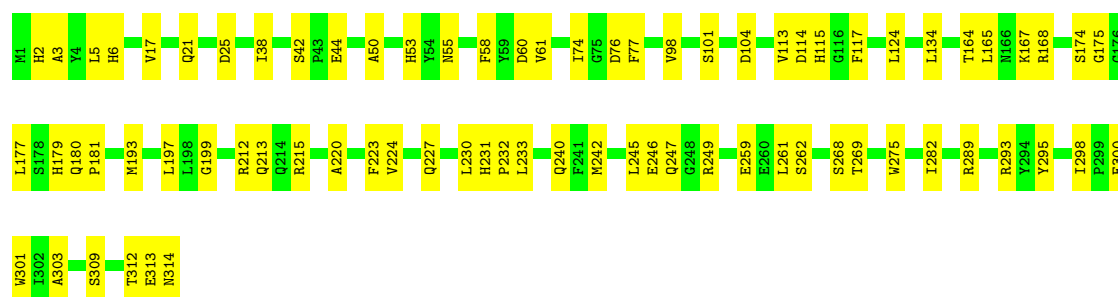 M1 H2 A3 Y4 L5 H6 V17 Q21 D25 I38 S42 P43 E44 A50 H53 Y54 N55 F58 Y59 D60 V61 I74 G75 D76 F77 V98 S101 D104 V113 D114 H115 G116 F117 L124 L134 T164 L165 N166 K167 R168 S174 G175
L177 S178 H179 Q180 P181 M193 L197 L198 G199 R212 Q213 Q214 R215 A220 F223 V224 Q227 L230 H231 P232 L233 Q240 F241 M242 L245 E246 Q247 G248 R249 E259 E260 L261 S262 S268 T269 W275 I282 R289 R293 Y294 Y295 I298 P299
W301 I302 A303 S309 T312 E313 N314